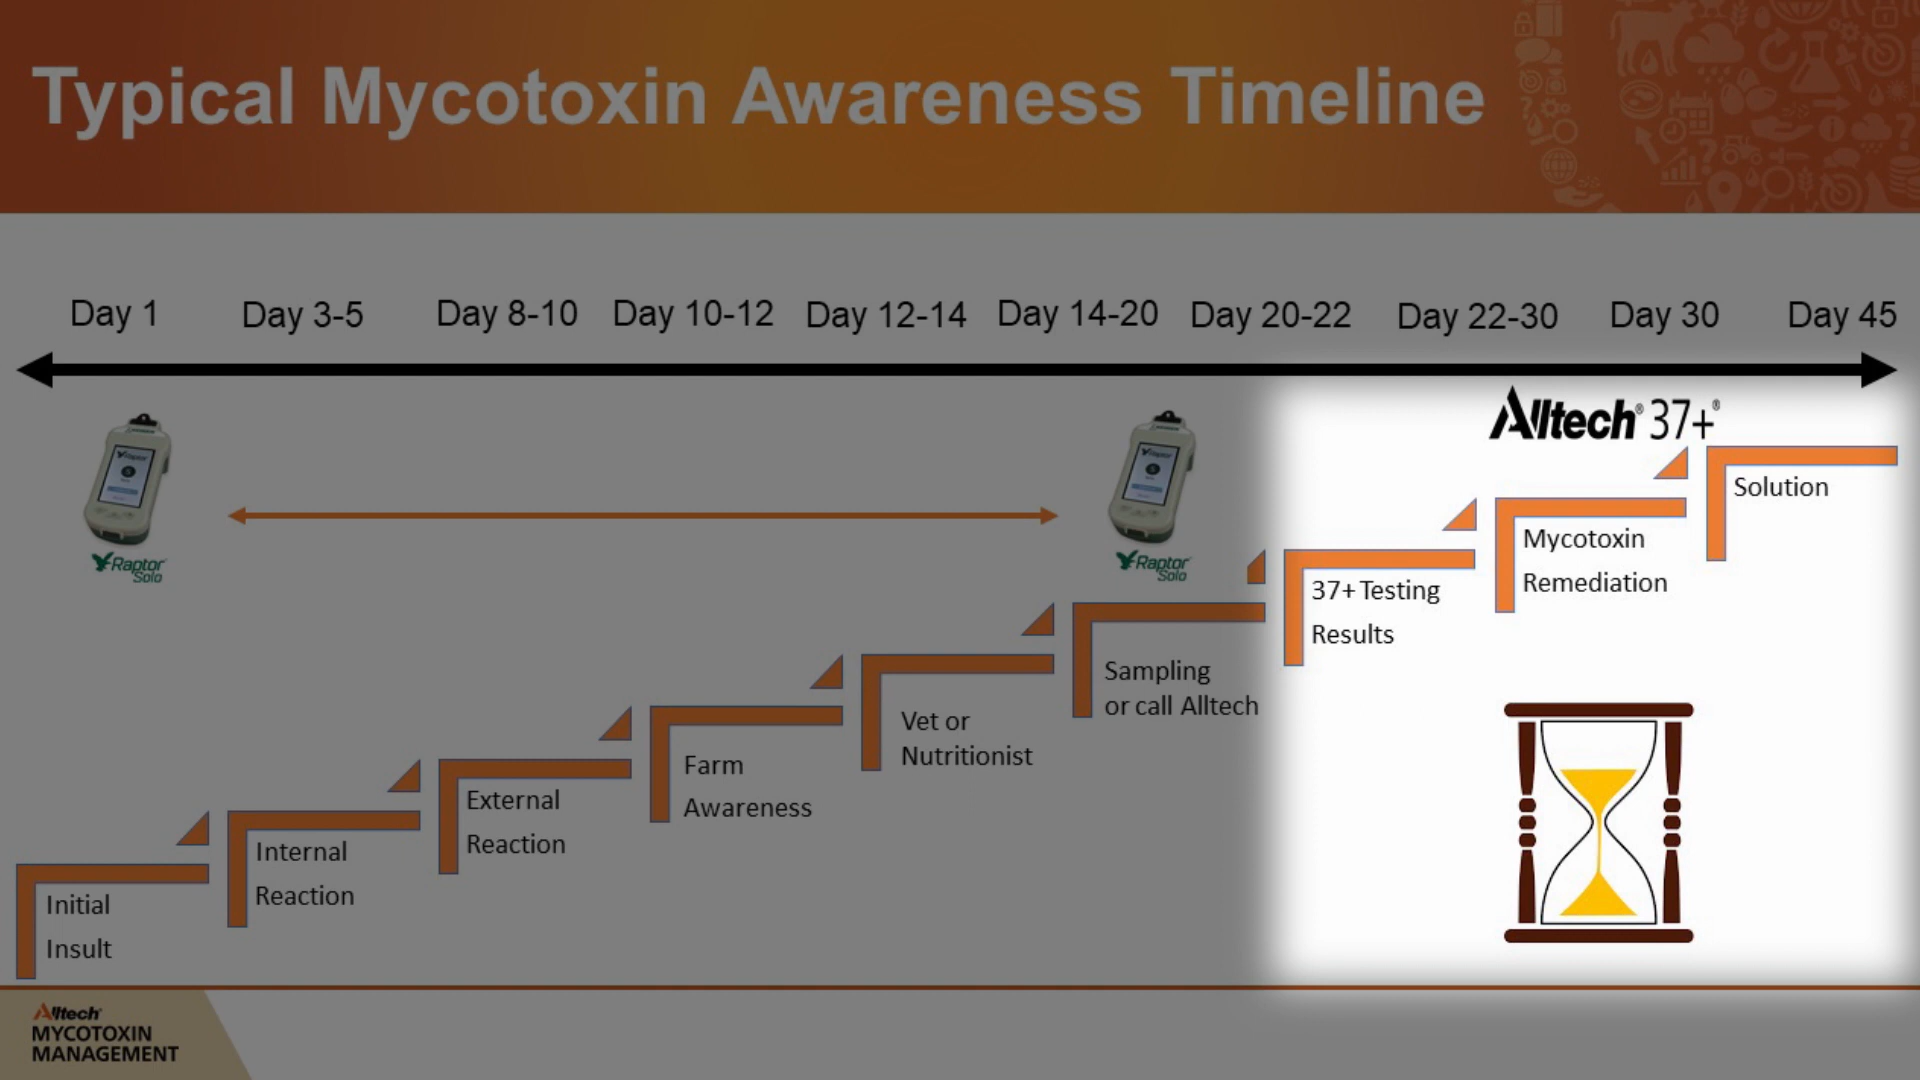 Typical Mycotoxin Awareness Timeline
Day 1
Day 3-5
Day 8-10
Day 10-12
Day 12-14
Day 14-20
Day 20-22
Day 22-30
Day 30
Day 45
Alltech® 37+®
Raptor
Solo
Raptor
Solo
Initial
Insult
Internal
Reaction
External
Reaction
Farm
Awareness
Vet or
Nutritionist
Sampling
or call Alltech
37+ Testing
Results
Mycotoxin
Remediation
Solution
Alltech®
MYCOTOXIN
MANAGEMENT